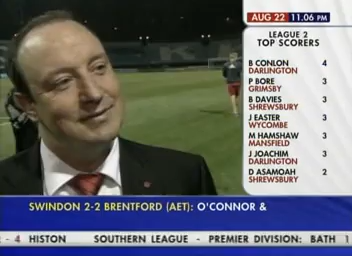 AUG 22 11.06 PM
LEAGUE 2
TOP SCORERS
B CONLON 4
DARLINGTON
P BORE 3
GRIMSBY
B DAVIES 3
SHREWSBURY
J EASTER 3
WYCOMBE
M HAMSHAW 3
MANSFIELD
J JOACHIM 3
DARLINGTON
D ASAMOAH 2
SHREWSBURY
SWINDON 2-2 BRENTFORD (AET): O'CONNOR &
- 4 HISTON SOUTHERN LEAGUE - PREMIER DIVISION: BATH 1